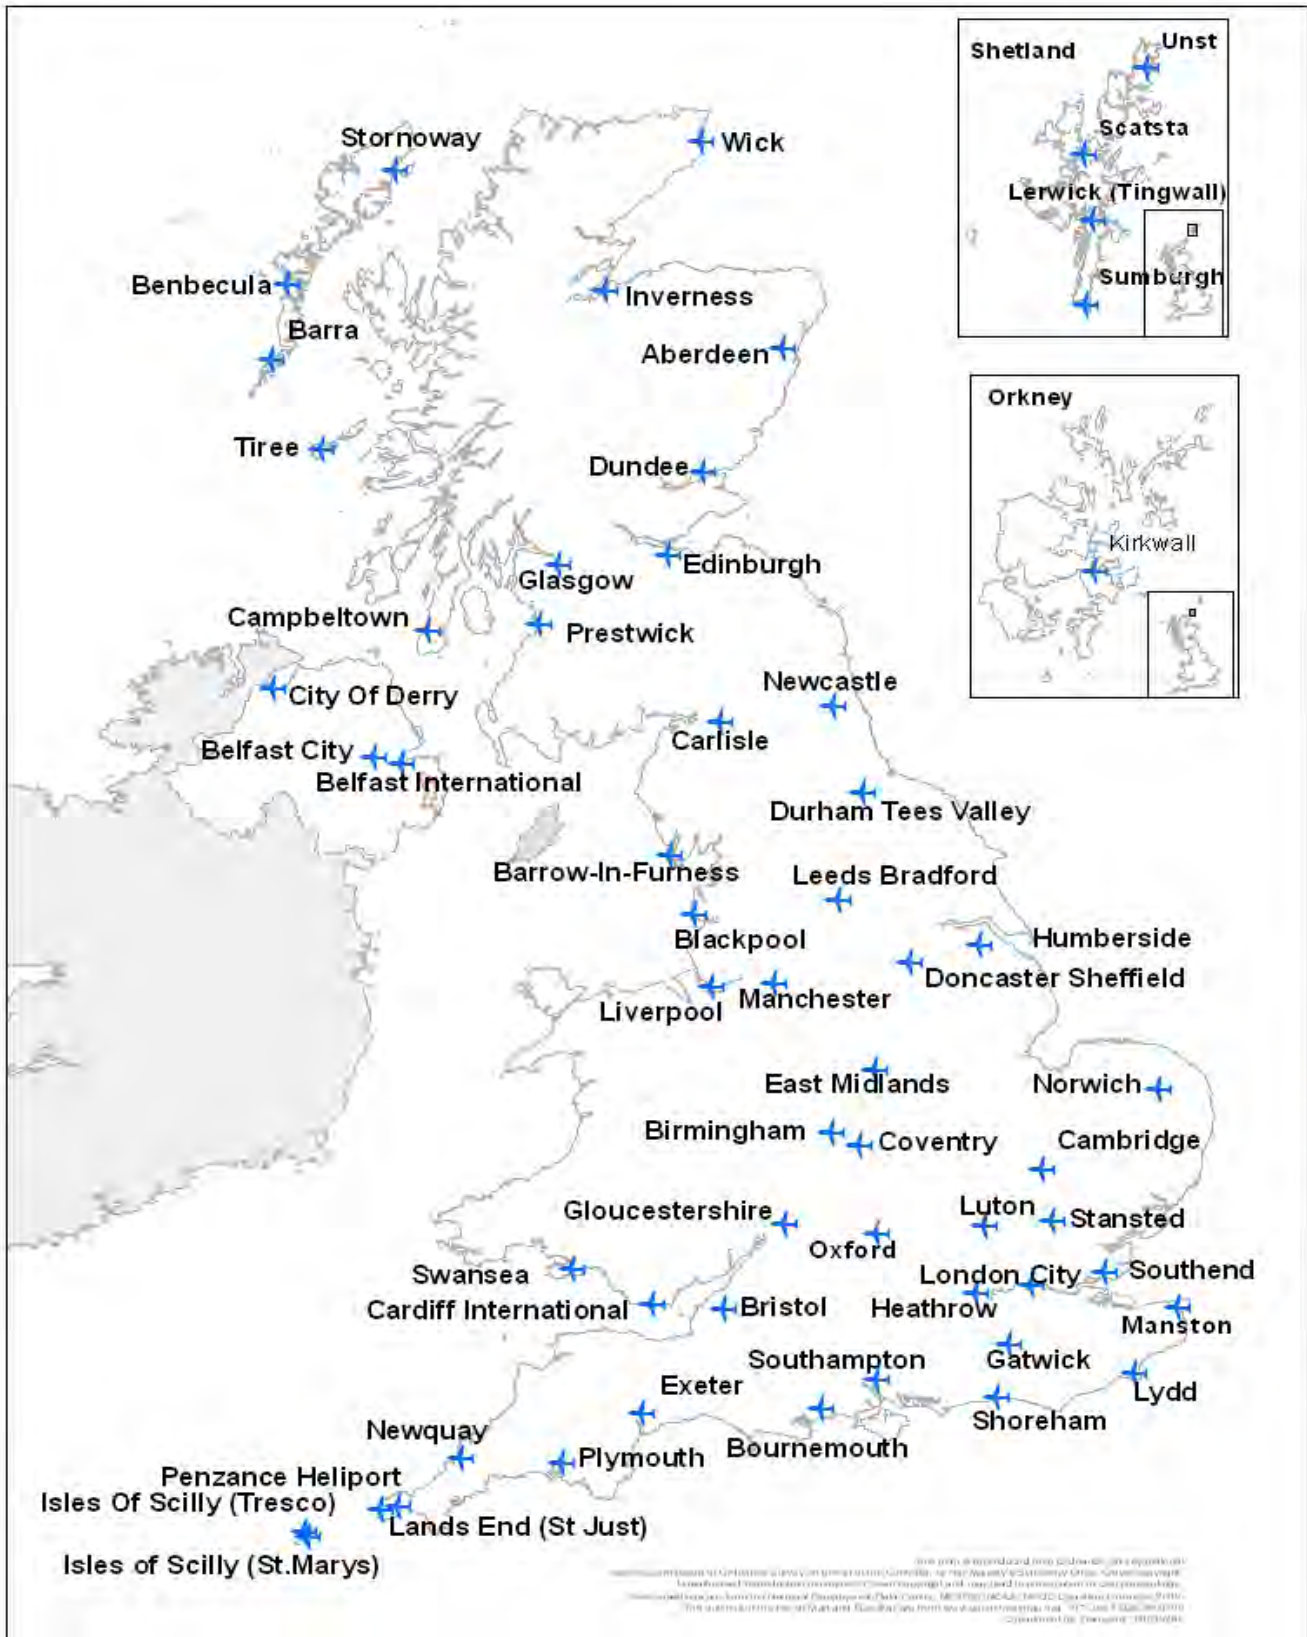 Unst
Shetland
Stornoway
Wick
Scatsta
Lerwick (Tingwall)
Benbecula
Inverness
Sumburgh
Barra
Aberdeen
Orkney
Tiree
Dundee
Kirkwall
Glasgow
Edinburgh
Campbeltown
Prestwick
Newcastle
City Of Derry
Carlisle
Belfast City
Belfast International
Durham Tees Valley
Barrow-In-Furness
Leeds Bradford
Blackpool
Humberside
Doncaster Sheffield
Liverpool
Manchester
East Midlands
Norwich
Birmingham
Coventry
Cambridge
Gloucestershire
Luton
Stansted
Oxford
Swansea
London City
Southend
Cardiff International
Bristol
Heathrow
Manston
Southampton
Gatwick
Exeter
Lydd
Shoreham
Newquay
Bournemouth
Plymouth
Penzance Heliport
Isles Of Scilly (Tresco)
Lands End (St Just)
Isles of Scilly (St.Marys)